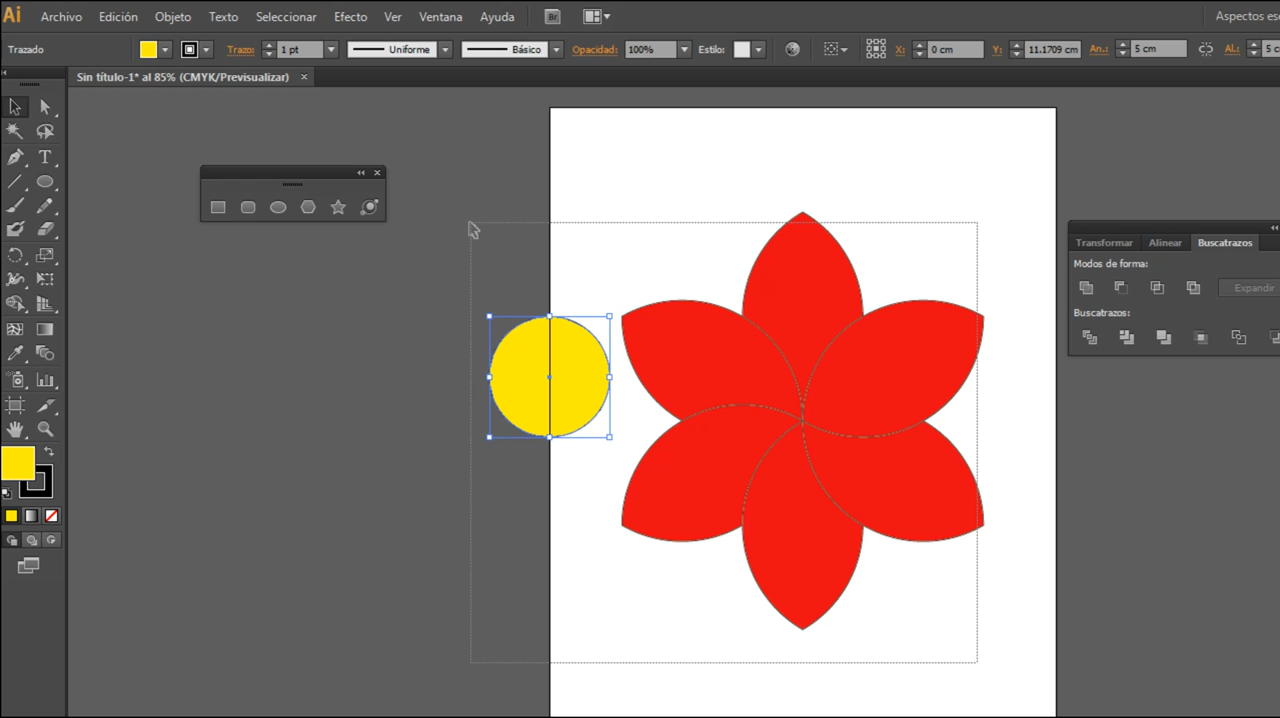 Ai Archivo Edición Objeto Texto Seleccionar Efecto Ver Ventana Ayuda Br Aspectos es
Trazado Trazo: 1 pt Uniforme Básico Opacidad: 100% Estilo: X: 0 cm Y: 11.1709 cm An.: 5 cm Al.: 5 c
Sin título-1* al 85% (CMYK/Previsualizar) ×
Transformar Alinear Buscatrazos
Modos de forma:
Expandir
Buscatrazos: